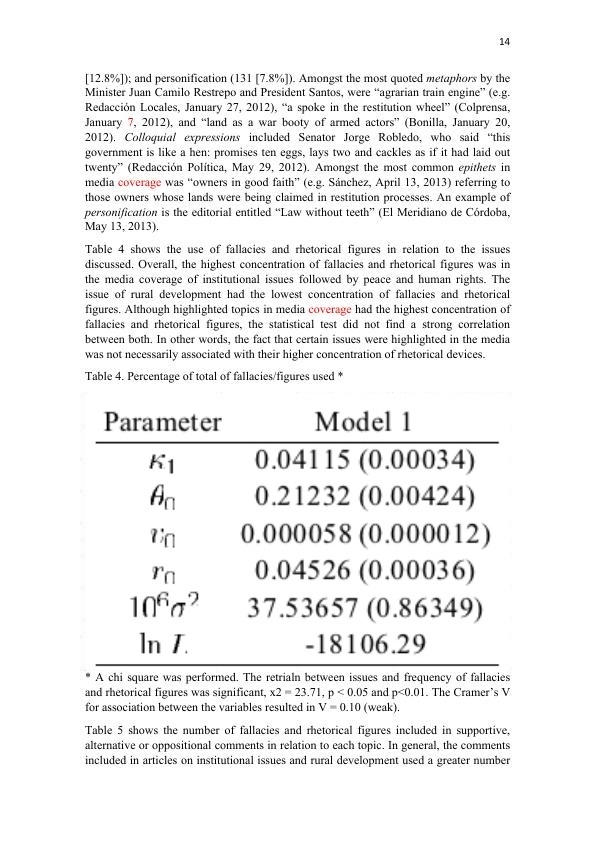 14
[12.8%]); and personification (131 [7.8%]). Amongst the most quoted metaphors by the
Minister Juan Camilo Restrepo and President Santos, were “agrarian train engine” (e.g.
Redacción Locales, January 27, 2012), “a spoke in the restitution wheel” (Colprensa,
January 7, 2012), and “land as a war booty of armed actors” (Bonilla, January 20,
2012). Colloquial expressions included Senator Jorge Robledo, who said “this
government is like a hen: promises ten eggs, lays two and cackles as if it had laid out
twenty” (Redacción Política, May 29, 2012). Amongst the most common epithets in
media coverage was “owners in good faith” (e.g. Sánchez, April 13, 2013) referring to
those owners whose lands were being claimed in restitution processes. An example of
personification is the editorial entitled “Law without teeth” (El Meridiano de Córdoba,
May 13, 2013).
Table 4 shows the use of fallacies and rhetorical figures in relation to the issues
discussed. Overall, the highest concentration of fallacies and rhetorical figures was in
the media coverage of institutional issues followed by peace and human rights. The
issue of rural development had the lowest concentration of fallacies and rhetorical
figures. Although highlighted topics in media coverage had the highest concentration of
fallacies and rhetorical figures, the statistical test did not find a strong correlation
between both. In other words, the fact that certain issues were highlighted in the media
was not necessarily associated with their higher concentration of rhetorical devices.
Table 4. Percentage of total of fallacies/figures used *
Parameter Model 1
κ1 0.04115 (0.00034)
θ0 0.21232 (0.00424)
v0 0.000058 (0.000012)
r0 0.04526 (0.00036)
10^6σ^2 37.53657 (0.86349)
ln L -18106.29
* A chi square was performed. The retrialn between issues and frequency of fallacies
and rhetorical figures was significant, x2 = 23.71, p < 0.05 and p<0.01. The Cramer’s V
for association between the variables resulted in V = 0.10 (weak).
Table 5 shows the number of fallacies and rhetorical figures included in supportive,
alternative or oppositional comments in relation to each topic. In general, the comments
included in articles on institutional issues and rural development used a greater number